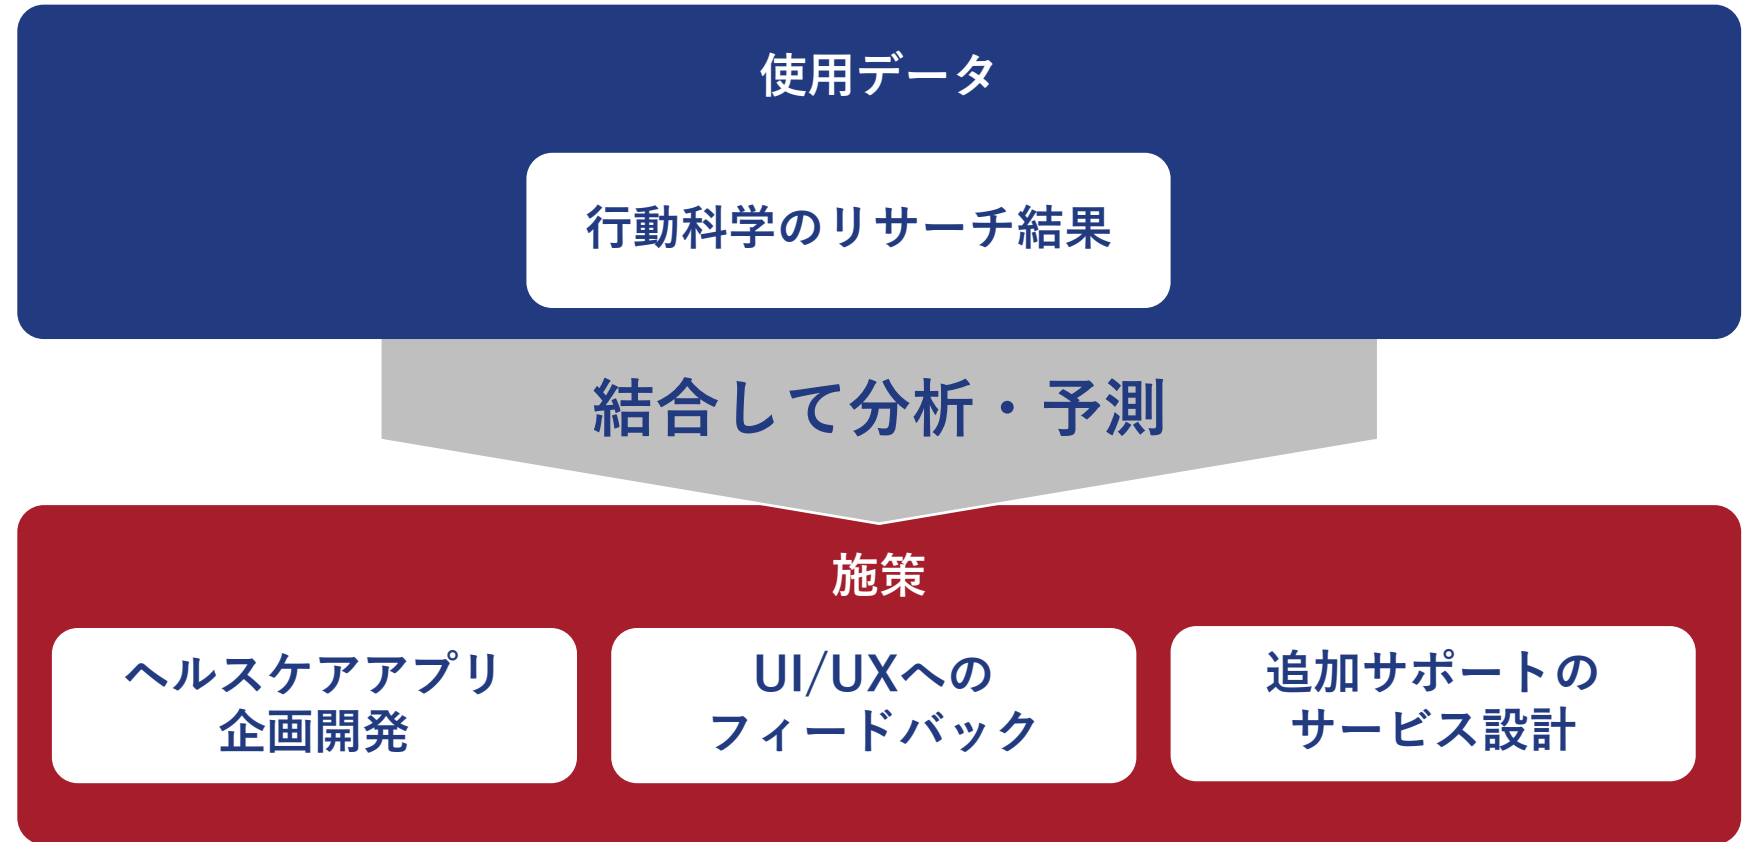 使用データ
行動科学のリサーチ結果
結合して分析・予測
施策
ヘルスケアアプリ
企画開発
UI/UXへの
フィードバック
追加サポートの
サービス設計